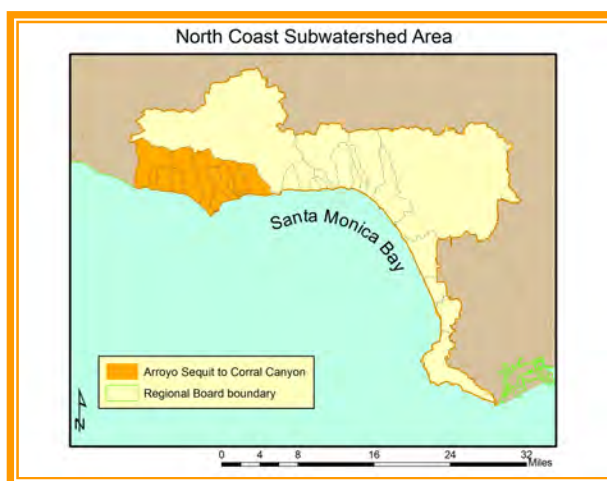 North Coast Subwatershed Area
Santa Monica Bay
Arroyo Sequit to Corral Canyon
Regional Board boundary
N
0 2 4 8 16 24 32
Miles